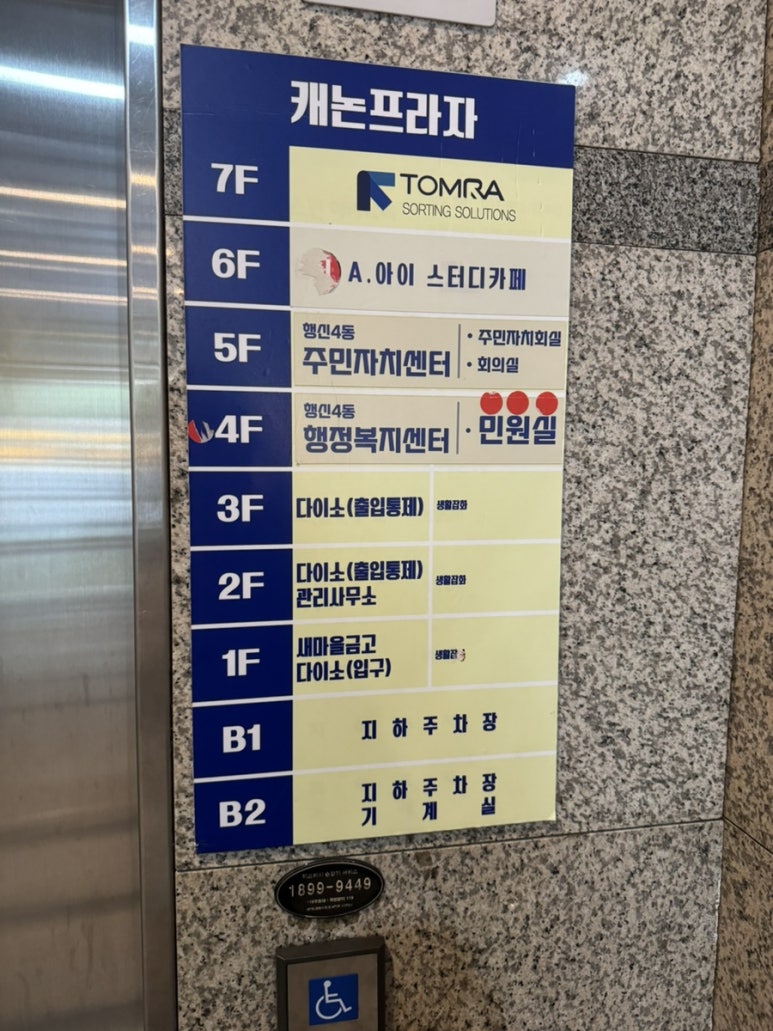 캐논프라자
7F
TOMRA
SORTING SOLUTIONS
6F
A.아이 스터디카페
5F
행신4동
주민자치센터
• 주민자치회실
• 회의실
4F
행신4동
행정복지센터
• 민원실
3F
다이소(출입통제)
생활잡화
2F
다이소(출입통제)
관리사무소
생활잡화
1F
새마을금고
다이소(입구)
생활잡
B1
지하주차장
B2
지하주차장
기계실
1899-9449